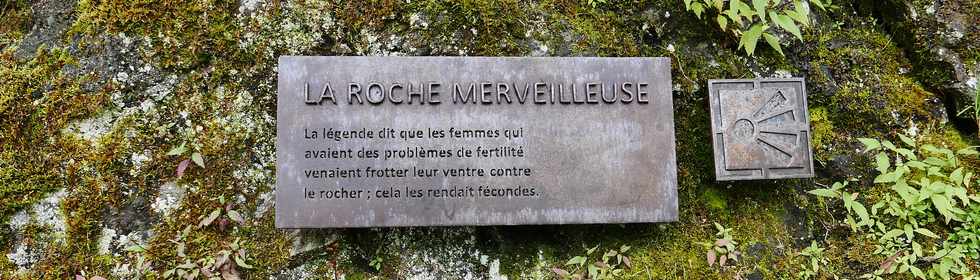 LA ROCHE MERVEILLEUSE
La légende dit que les femmes qui
avaient des problèmes de fertilité
venaient frotter leur ventre contre
le rocher ; cela les rendait fécondes.